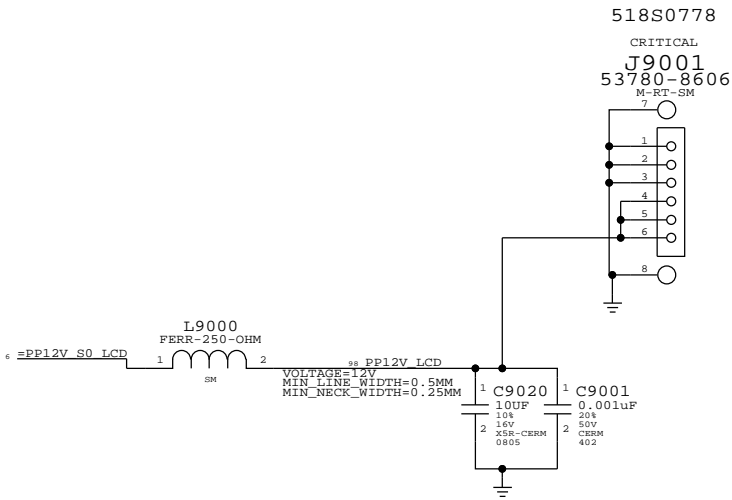 518S0778
CRITICAL
J9001
53780-8606
M-RT-SM
7
1
2
3
4
5
6
8
L9000
FERR-250-OHM
6 =PP12V_S0_LCD
1
2
SM
98 PP12V_LCD
VOLTAGE=12V
MIN_LINE_WIDTH=0.5MM
MIN_NECK_WIDTH=0.25MM
1
C9020
10UF
10%
16V
2
X5R-CERM
0805
1
C9001
0.001uF
20%
50V
2
CERM
402